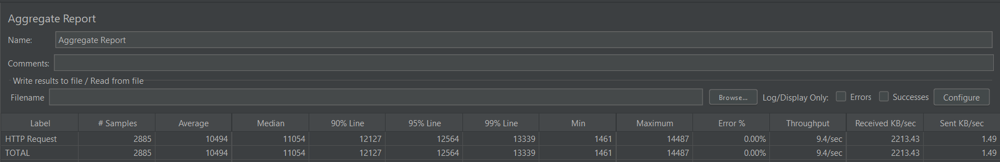 Aggregate Report
Name: Aggregate Report
Comments:
Write results to file / Read from file
Filename Browse... Log/Display Only: Errors Successes Configure
Label # Samples Average Median 90% Line 95% Line 99% Line Min Maximum Error % Throughput Received KB/sec Sent KB/sec
HTTP Request 2885 10494 11054 12127 12564 13339 1461 14487 0.00% 9.4/sec 2213.43 1.49
TOTAL 2885 10494 11054 12127 12564 13339 1461 14487 0.00% 9.4/sec 2213.43 1.49